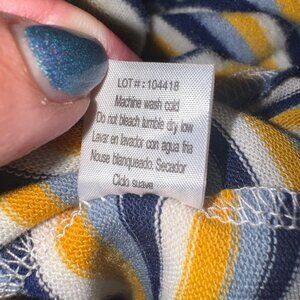 LOT#:104418
Machine wash cold
Do not bleach tumble dry low
Lavar en lavador con agua fria
Nouse blanqueado. Secador
Ciclo suave